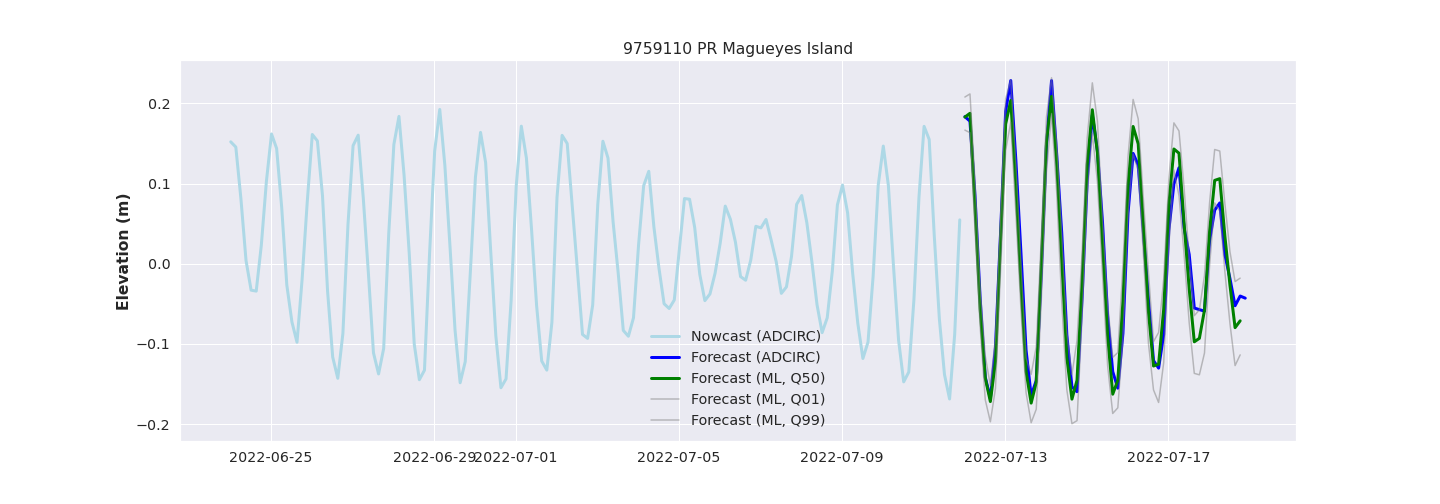 9759110 PR Magueyes Island
Elevation (m)
0.2
0.1
0.0
−0.1
−0.2
Nowcast (ADCIRC)
Forecast (ADCIRC)
Forecast (ML, Q50)
Forecast (ML, Q01)
Forecast (ML, Q99)
2022-06-25 2022-06-29 2022-07-01 2022-07-05 2022-07-09 2022-07-13 2022-07-17